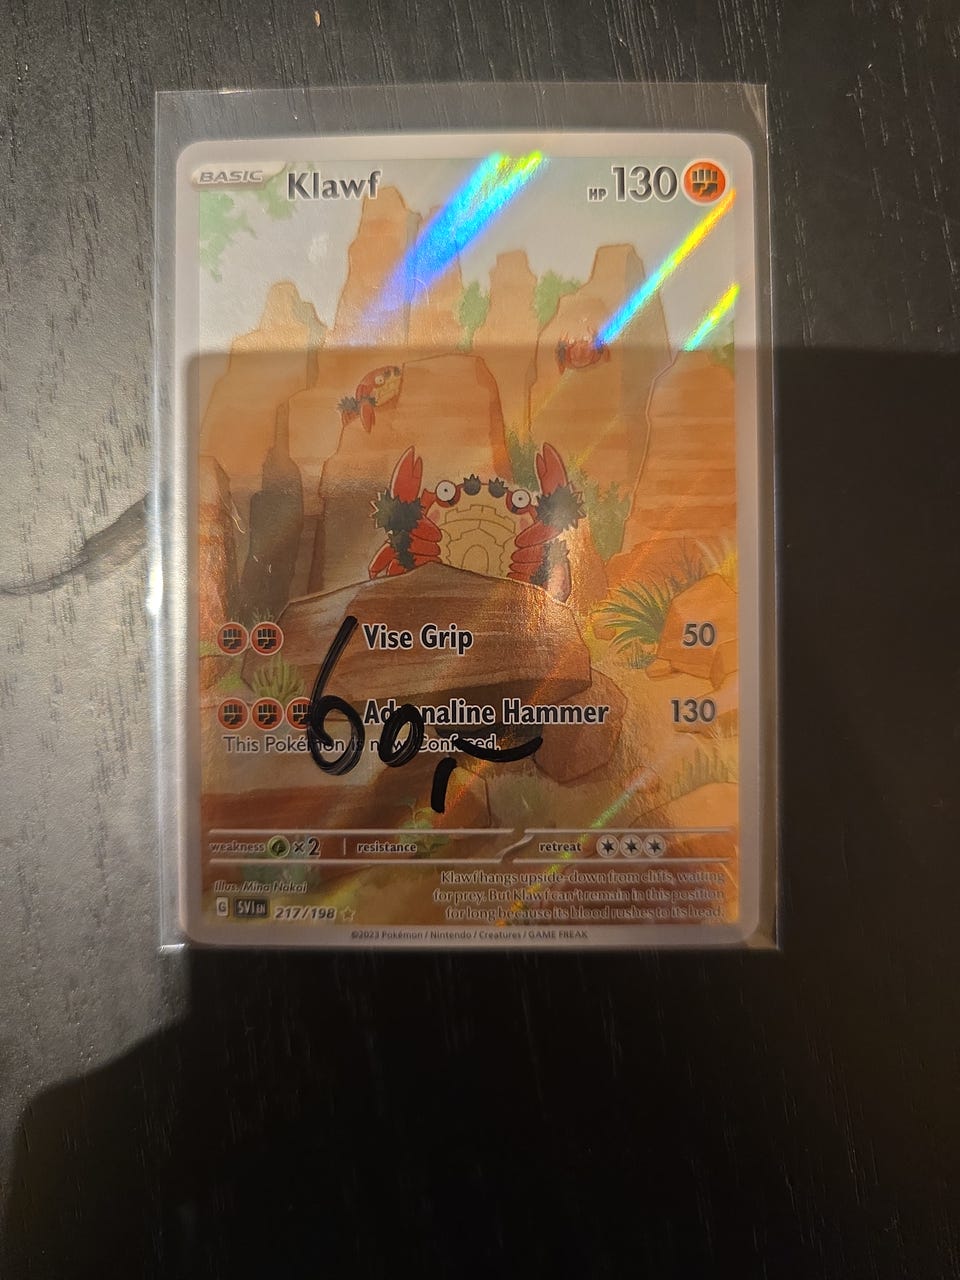 BASIC Klawf HP 130
Vise Grip 50
Adrenaline Hammer 130
This Pokémon is now Confused.
60,-
weakness ×2 resistance retreat
Illus. Mina Nakai
Klawf hangs upside-down from cliffs, waiting
for prey. But Klawf can't remain in this position
for long because its blood rushes to its head.
G SVI EN 217/198
©2023 Pokémon / Nintendo / Creatures / GAME FREAK